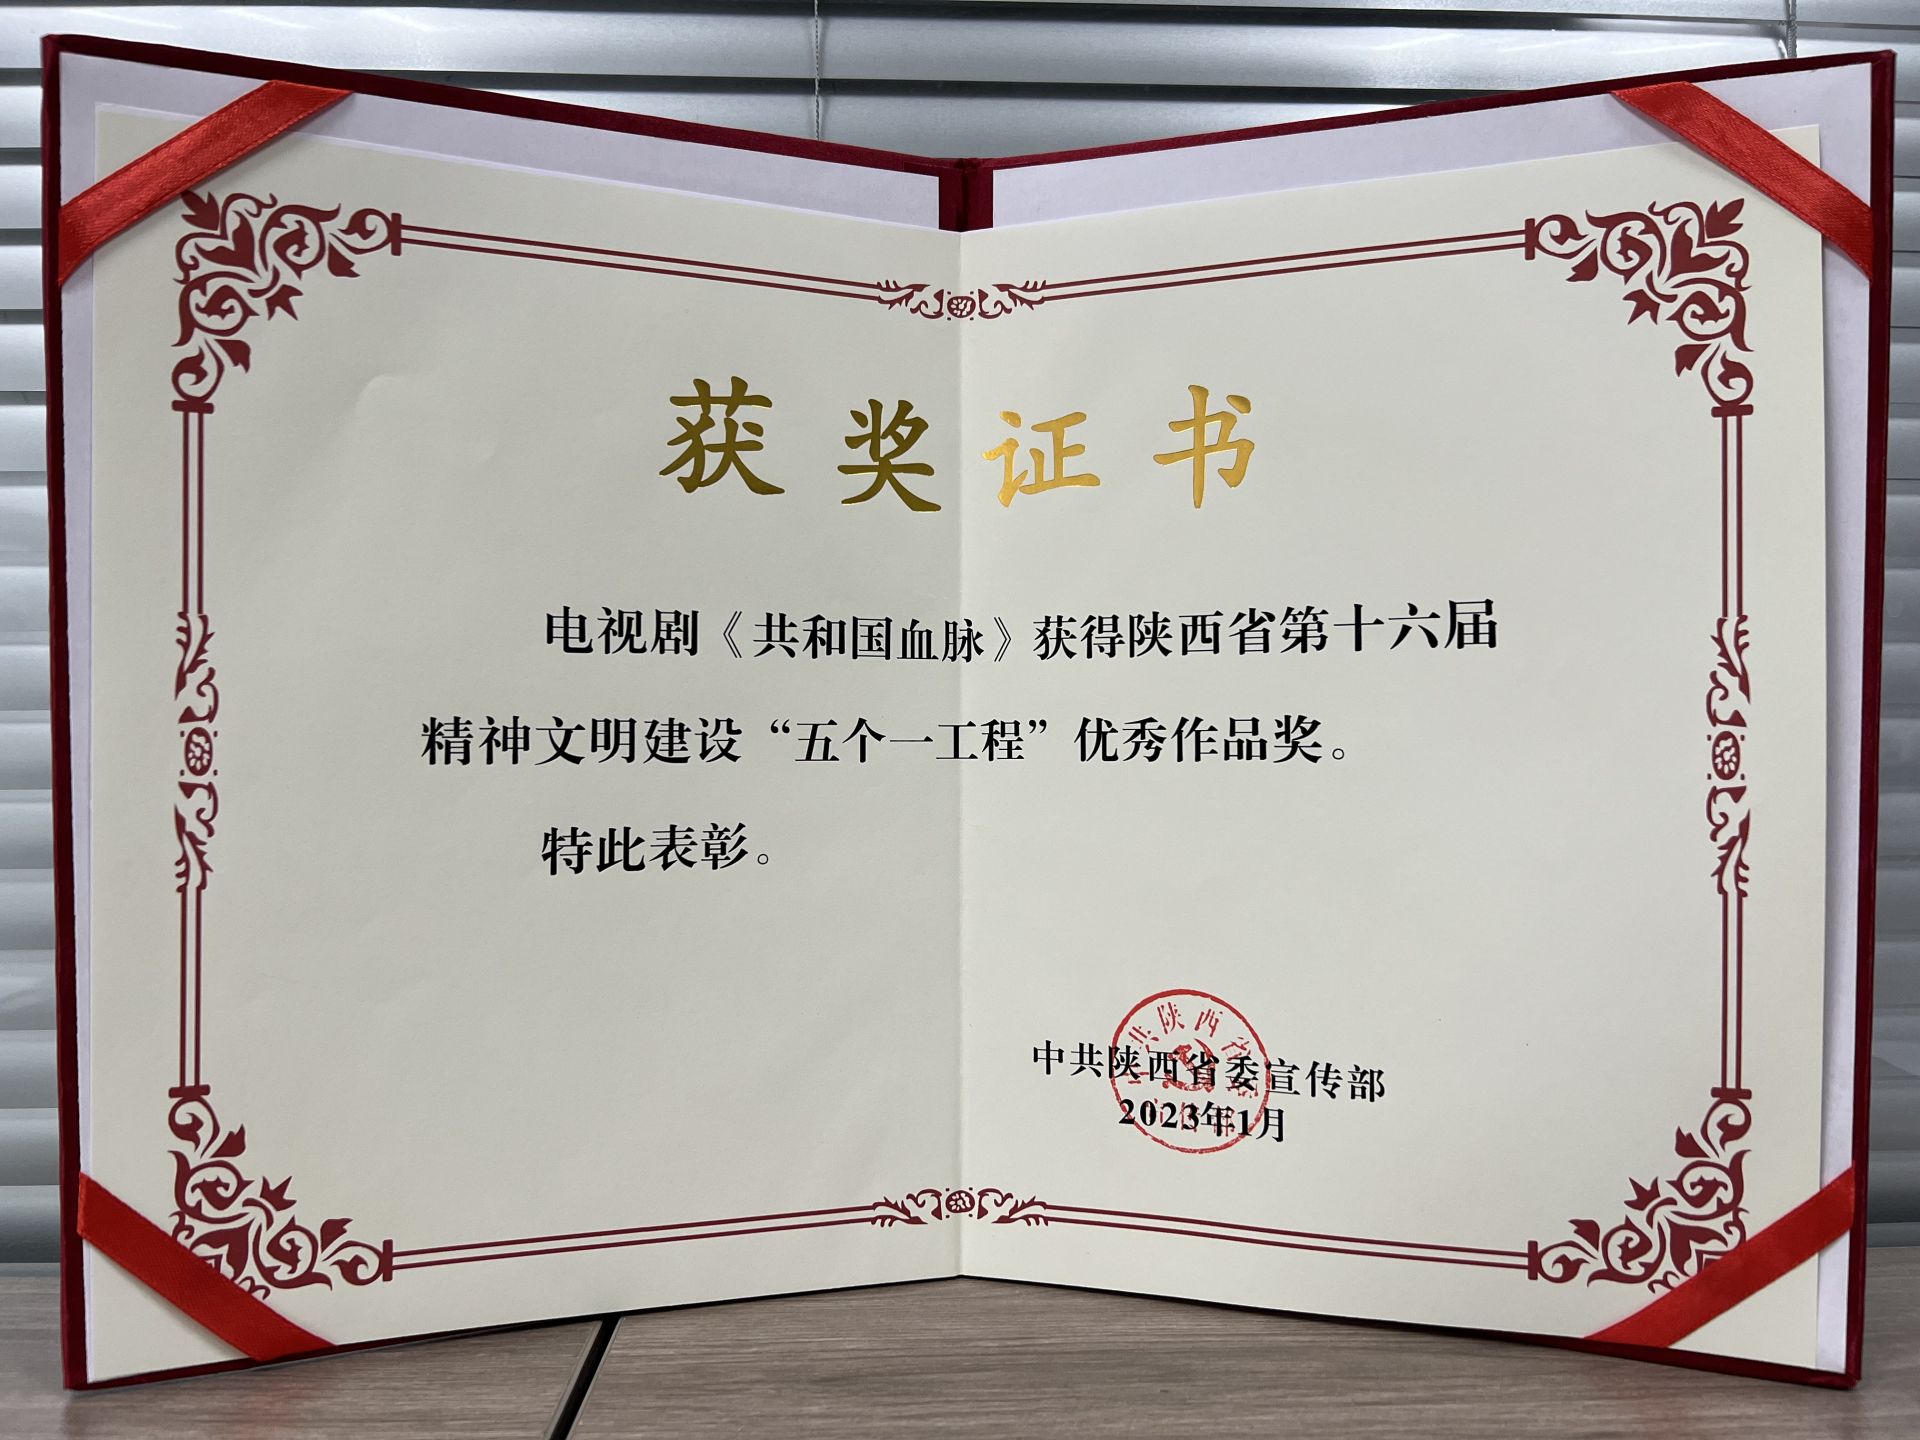 获奖证书
电视剧《共和国血脉》获得陕西省第十六届
精神文明建设“五个一工程”优秀作品奖。
特此表彰。
中共陕西省委宣传部
2023年1月